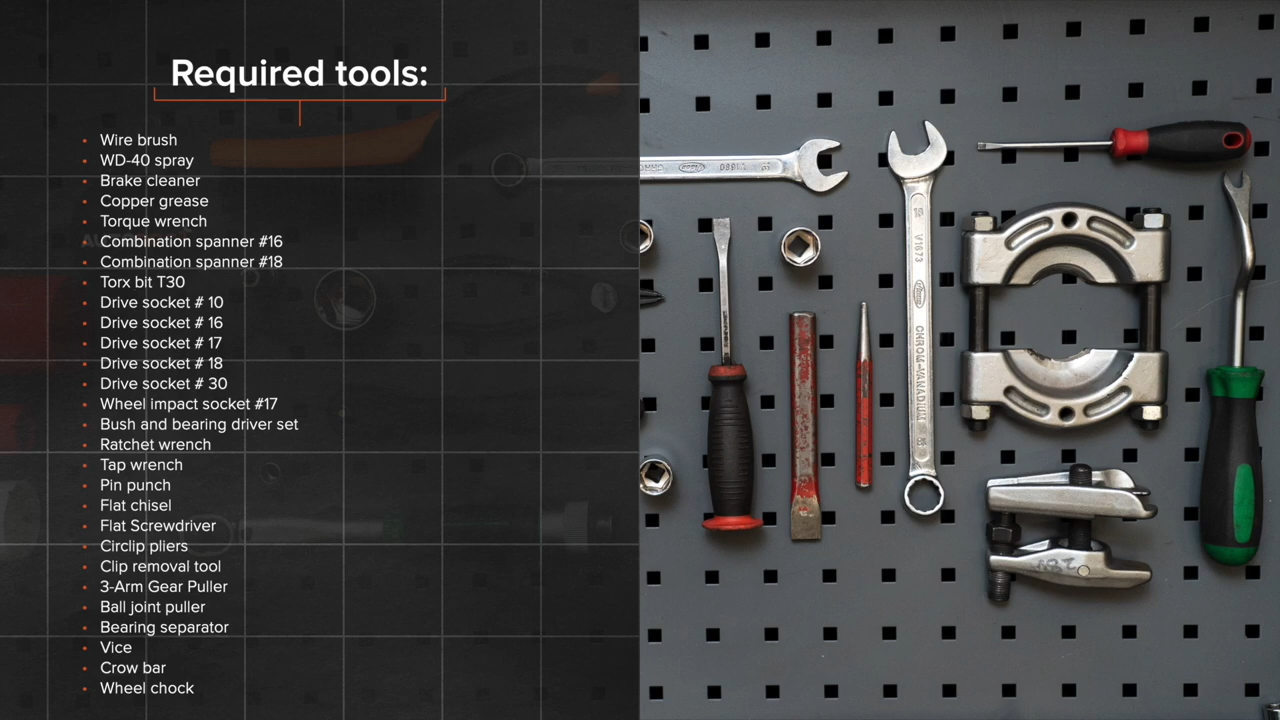 Required tools:
Wire brush
WD-40 spray
Brake cleaner
Copper grease
Torque wrench
Combination spanner #16
Combination spanner #18
Torx bit T30
Drive socket # 10
Drive socket # 16
Drive socket # 17
Drive socket # 18
Drive socket # 30
Wheel impact socket #17
Bush and bearing driver set
Ratchet wrench
Tap wrench
Pin punch
Flat chisel
Flat Screwdriver
Circlip pliers
Clip removal tool
3-Arm Gear Puller
Ball joint puller
Bearing separator
Vice
Crow bar
Wheel chock
V1673
CHROM-VANADIUM